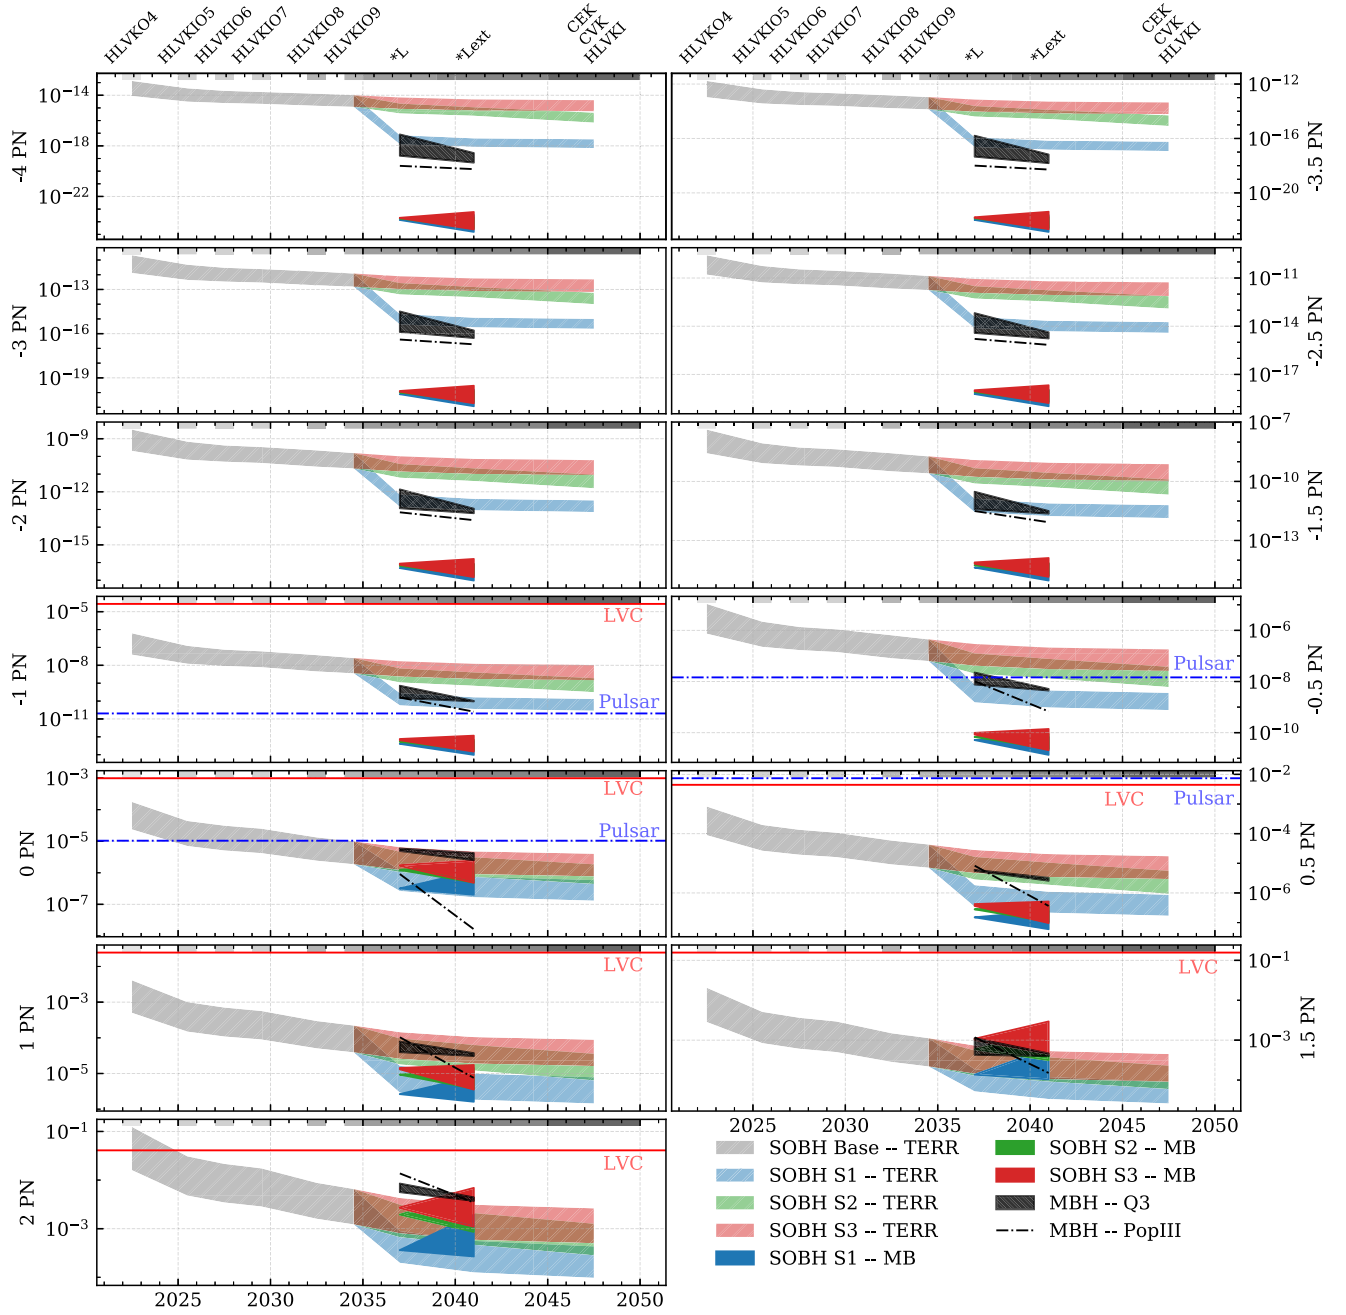 HLVKO4 HLVKIO5 HLVKIO6 HLVKIO7 HLVKIO8 HLVKIO9 *L *Lext CEK CVK HLVKI
HLVKO4 HLVKIO5 HLVKIO6 HLVKIO7 HLVKIO8 HLVKIO9 *L *Lext CEK CVK HLVKI
-4 PN 10⁻¹⁴ 10⁻¹⁸ 10⁻²²
10⁻¹² 10⁻¹⁶ 10⁻²⁰ -3.5 PN
-3 PN 10⁻¹³ 10⁻¹⁶ 10⁻¹⁹
10⁻¹¹ 10⁻¹⁴ 10⁻¹⁷ -2.5 PN
-2 PN 10⁻⁹ 10⁻¹² 10⁻¹⁵
10⁻⁷ 10⁻¹⁰ 10⁻¹³ -1.5 PN
-1 PN 10⁻⁵ 10⁻⁸ 10⁻¹¹
LVC
Pulsar
10⁻⁶ 10⁻⁸ 10⁻¹⁰ -0.5 PN
Pulsar
0 PN 10⁻³ 10⁻⁵ 10⁻⁷
LVC
Pulsar
10⁻² 10⁻⁴ 10⁻⁶ 0.5 PN
LVC Pulsar
1 PN 10⁻³ 10⁻⁵
LVC
10⁻¹ 10⁻³ 1.5 PN
LVC
2025 2030 2035 2040 2045 2050
2 PN 10⁻¹ 10⁻³
LVC
2025 2030 2035 2040 2045 2050
SOBH Base -- TERR
SOBH S1 -- TERR
SOBH S2 -- TERR
SOBH S3 -- TERR
SOBH S1 -- MB
SOBH S2 -- MB
SOBH S3 -- MB
MBH -- Q3
MBH -- PopIII